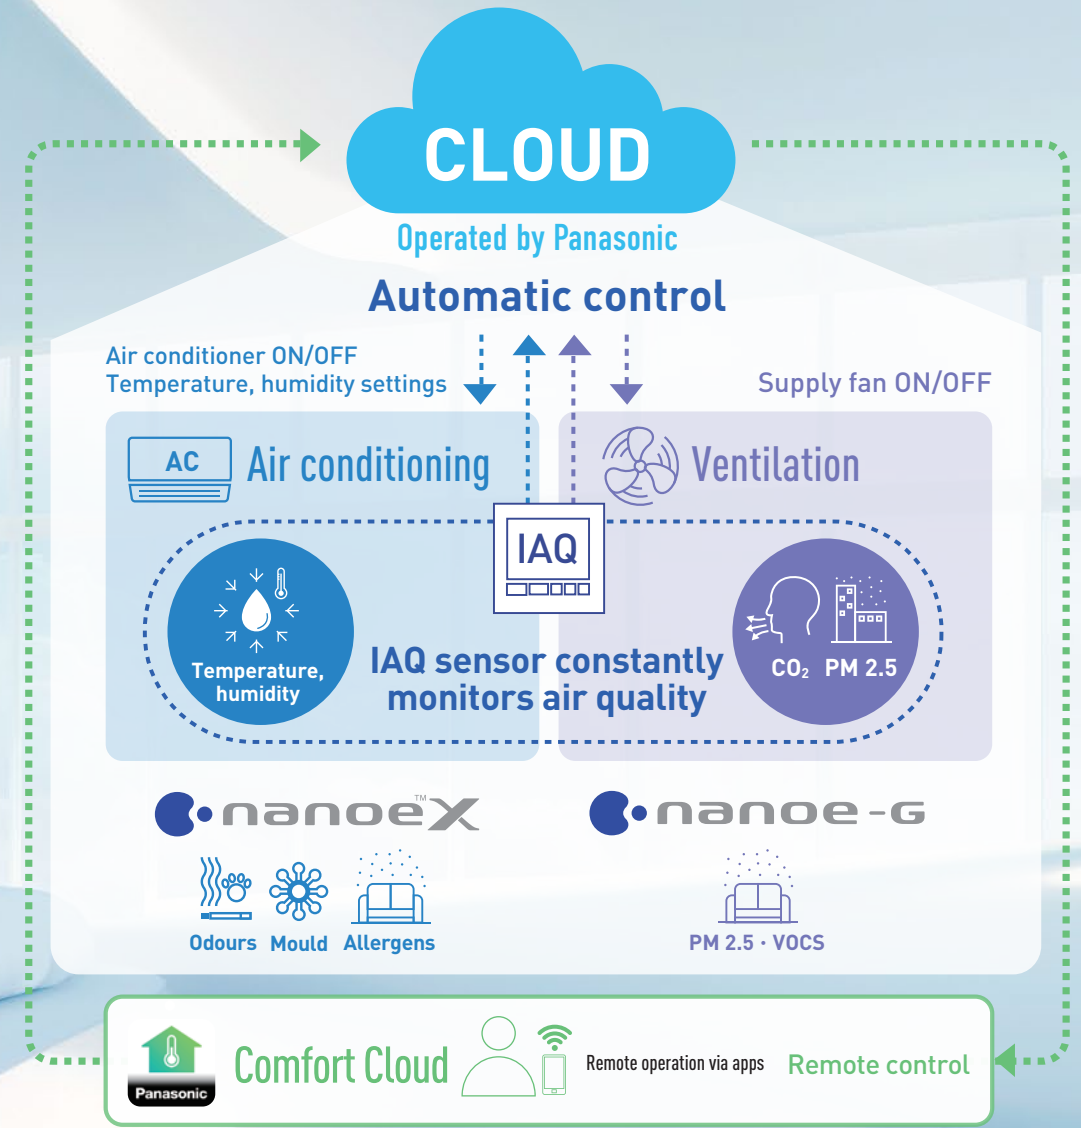 CLOUD
Operated by Panasonic
Automatic control
Air conditioner ON/OFF
Temperature, humidity settings
Supply fan ON/OFF
AC
Air conditioning
Ventilation
IAQ
Temperature,
humidity
IAQ sensor constantly
monitors air quality
CO₂ PM 2.5
nanoe™X
nanoe-G
Odours Mould Allergens
PM 2.5 · VOCS
Panasonic
Comfort Cloud
Remote operation via apps
Remote control